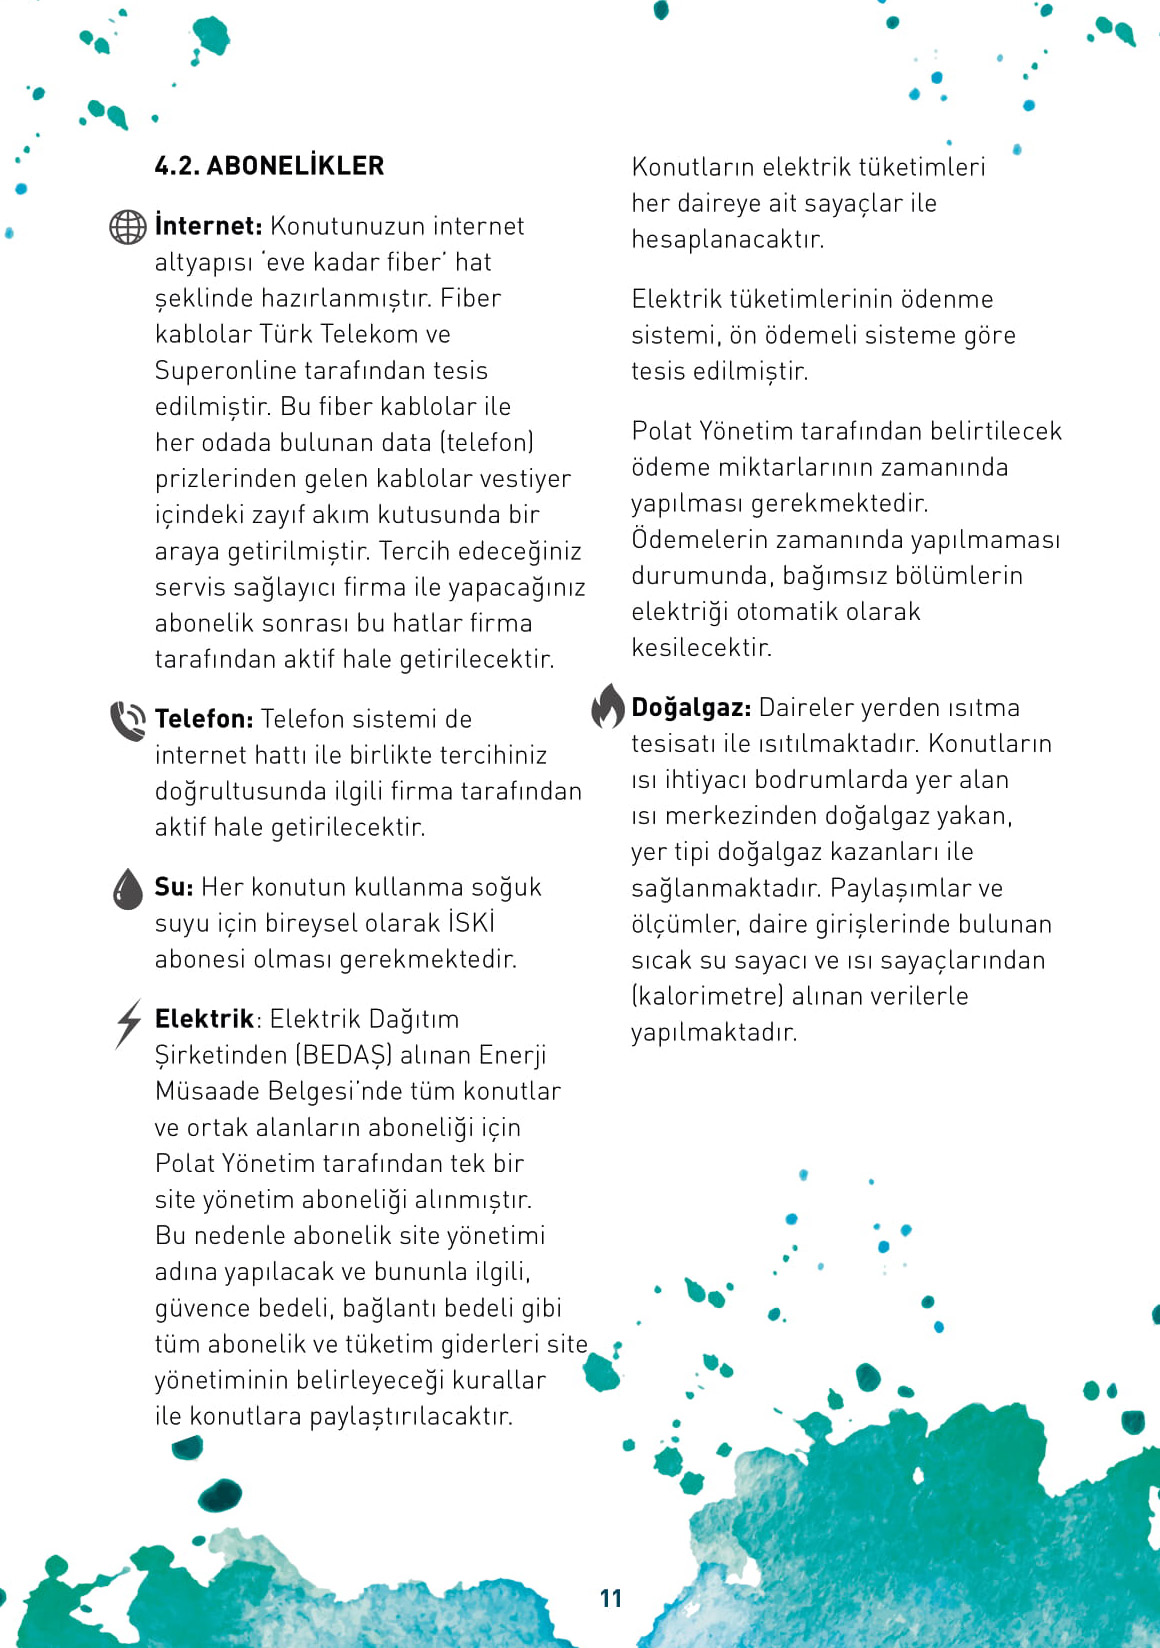 4.2. ABONELİKLER
İnternet: Konutunuzun internet
altyapısı ‘eve kadar fiber’ hat
şeklinde hazırlanmıştır. Fiber
kablolar Türk Telekom ve
Superonline tarafından tesis
edilmiştir. Bu fiber kablolar ile
her odada bulunan data (telefon)
prizlerinden gelen kablolar vestiyer
içindeki zayıf akım kutusunda bir
araya getirilmiştir. Tercih edeceğiniz
servis sağlayıcı firma ile yapacağınız
abonelik sonrası bu hatlar firma
tarafından aktif hale getirilecektir.
Telefon: Telefon sistemi de
internet hattı ile birlikte tercihiniz
doğrultusunda ilgili firma tarafından
aktif hale getirilecektir.
Su: Her konutun kullanma soğuk
suyu için bireysel olarak İSKİ
abonesi olması gerekmektedir.
Elektrik: Elektrik Dağıtım
Şirketinden (BEDAŞ) alınan Enerji
Müsaade Belgesi’nde tüm konutlar
ve ortak alanların aboneliği için
Polat Yönetim tarafından tek bir
site yönetim aboneliği alınmıştır.
Bu nedenle abonelik site yönetimi
adına yapılacak ve bununla ilgili,
güvence bedeli, bağlantı bedeli gibi
tüm abonelik ve tüketim giderleri site
yönetiminin belirleyeceği kurallar
ile konutlara paylaştırılacaktır.
Konutların elektrik tüketimleri
her daireye ait sayaçlar ile
hesaplanacaktır.
Elektrik tüketimlerinin ödenme
sistemi, ön ödemeli sisteme göre
tesis edilmiştir.
Polat Yönetim tarafından belirtilecek
ödeme miktarlarının zamanında
yapılması gerekmektedir.
Ödemelerin zamanında yapılmaması
durumunda, bağımsız bölümlerin
elektriği otomatik olarak
kesilecektir.
Doğalgaz: Daireler yerden ısıtma
tesisatı ile ısıtılmaktadır. Konutların
ısı ihtiyacı bodrumlarda yer alan
ısı merkezinden doğalgaz yakan,
yer tipi doğalgaz kazanları ile
sağlanmaktadır. Paylaşımlar ve
ölçümler, daire girişlerinde bulunan
sıcak su sayacı ve ısı sayaçlarından
(kalorimetre) alınan verilerle
yapılmaktadır.
11